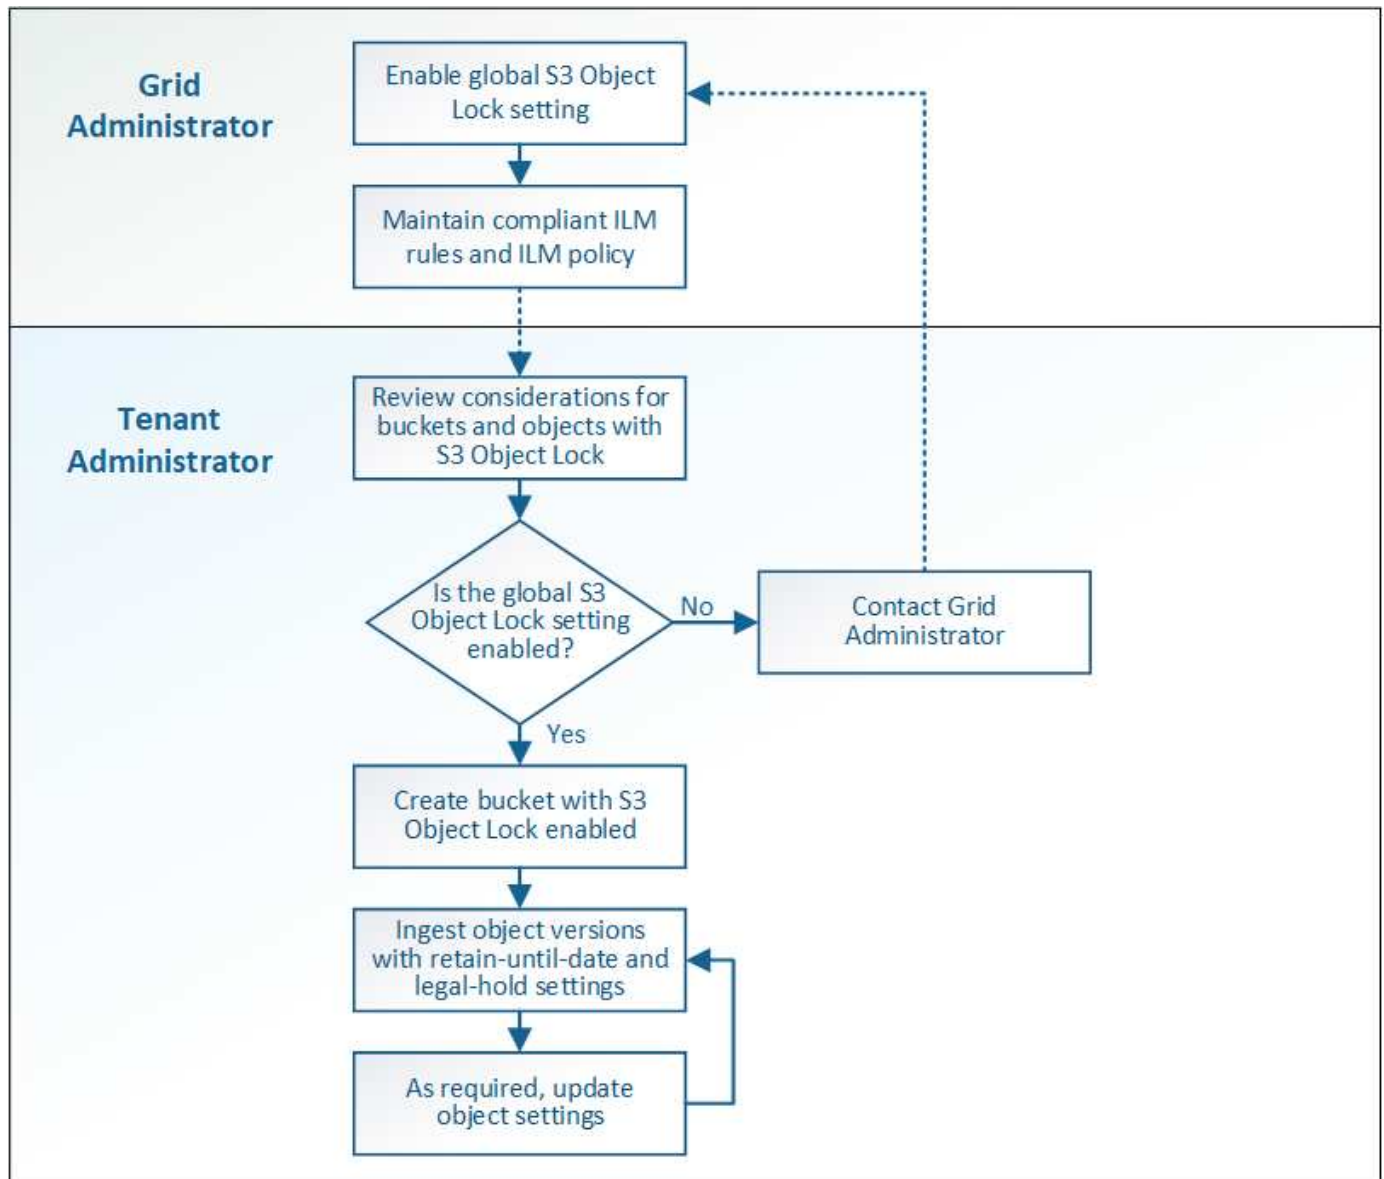 Grid
Administrator
Enable global S3 Object
Lock setting
Maintain compliant ILM
rules and ILM policy
Tenant
Administrator
Review considerations for
buckets and objects with
S3 Object Lock
Is the global S3
Object Lock setting
enabled?
No
Contact Grid
Administrator
Yes
Create bucket with S3
Object Lock enabled
Ingest object versions
with retain-until-date and
legal-hold settings
As required, update
object settings